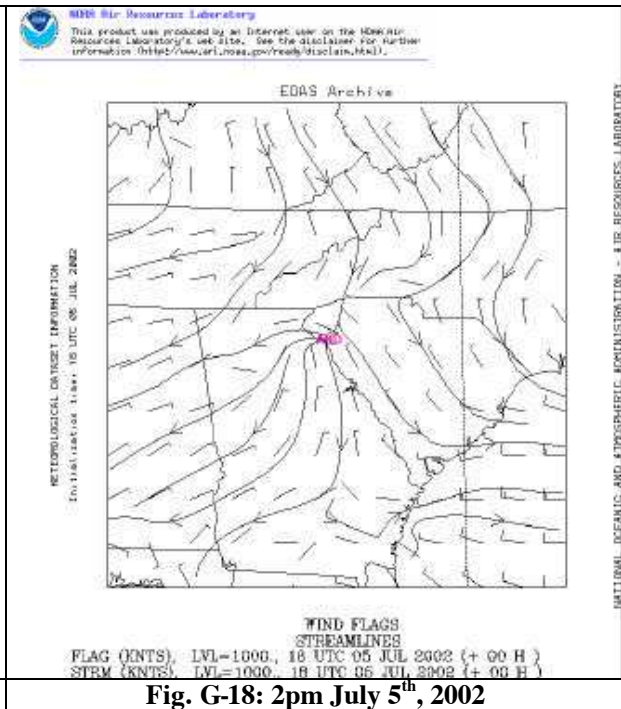 NOAA Air Resources Laboratory
This product was produced by an Internet user on the NOAA Air
Resources Laboratory's web site. See the disclaimer for further
information (http://www.arl.noaa.gov/ready/disclaim.html).
EDAS Archive
METEOROLOGICAL DATASET INFORMATION
Initialization time: 18 UTC 05 JUL 2002
NATIONAL OCEANIC AND ATMOSPHERIC ADMINISTRATION - AIR RESOURCES LABORATORY
WIND FLAGS
STREAMLINES
FLAG (KNTS), LVL=1000., 18 UTC 05 JUL 2002 (+ 00 H )
STRM (KNTS), LVL=1000., 18 UTC 05 JUL 2002 (+ 00 H )
Fig. G-18: 2pm July 5th, 2002